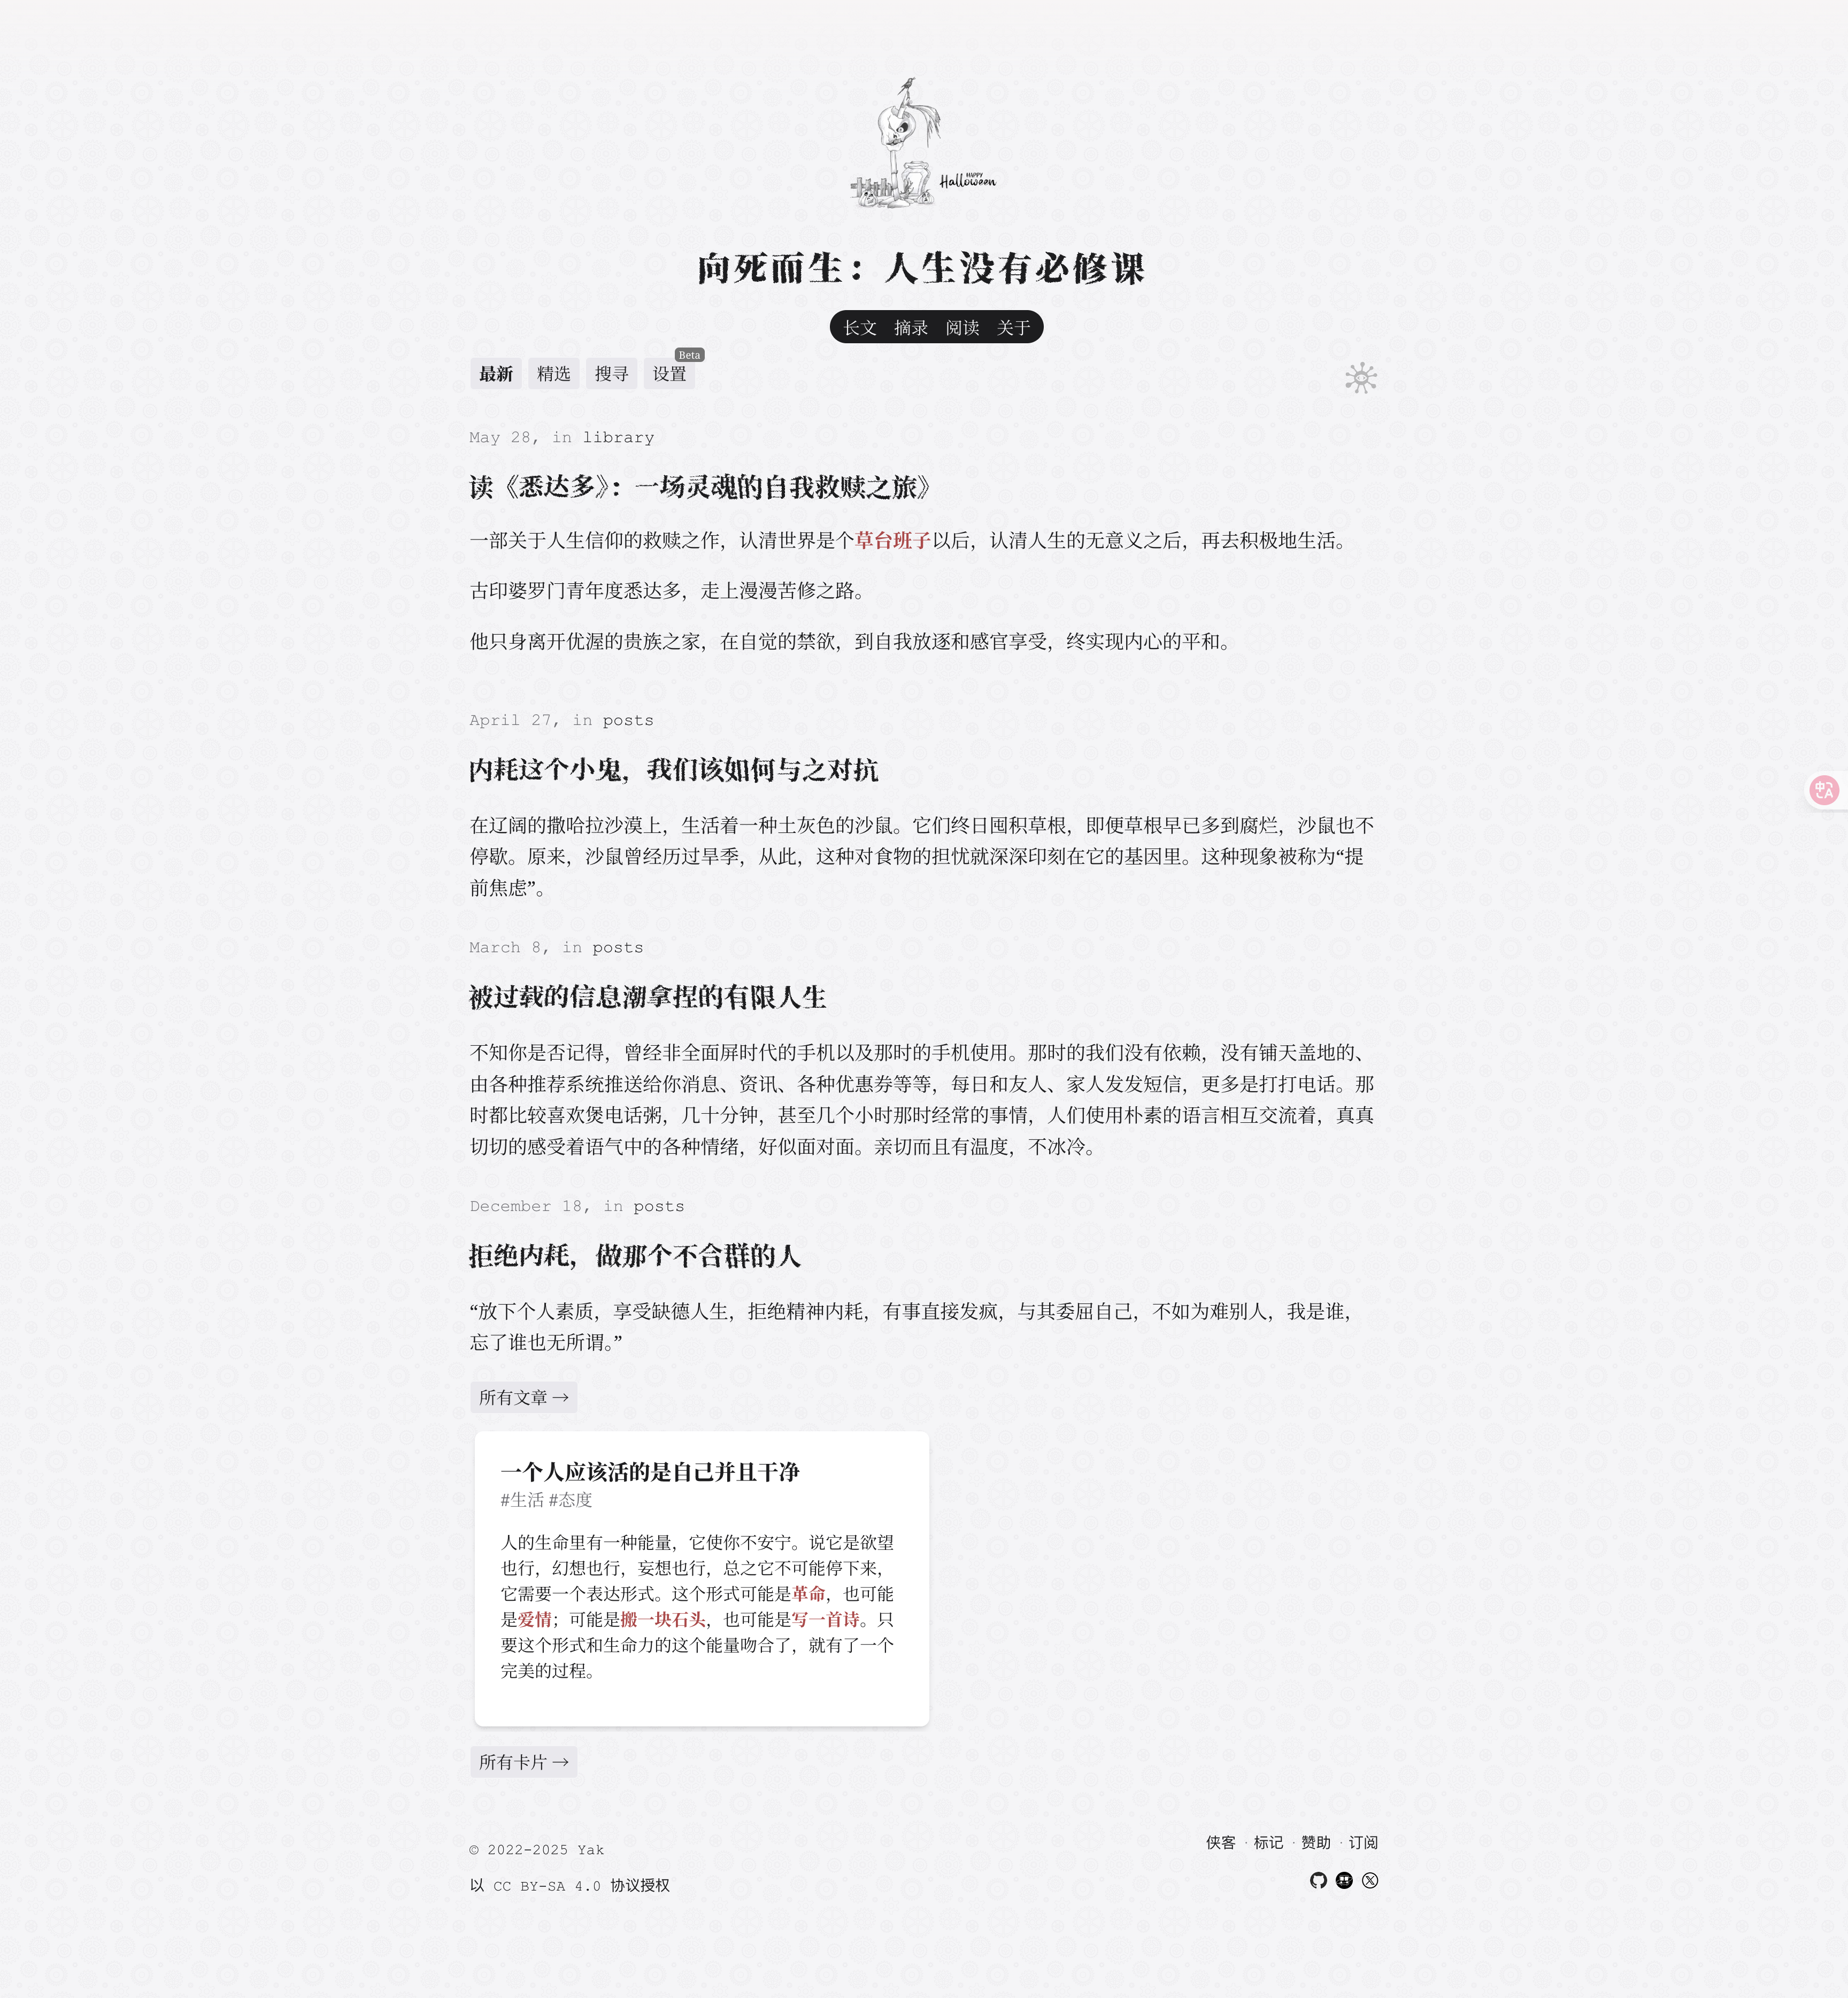 HAPPY
Halloween
向死而生：人生没有必修课
长文 摘录 阅读 关于
Beta
最新 精选 搜寻 设置
May 28, in library
读《悉达多》：一场灵魂的自我救赎之旅》
一部关于人生信仰的救赎之作，认清世界是个草台班子以后，认清人生的无意义之后，再去积极地生活。
古印婆罗门青年度悉达多，走上漫漫苦修之路。
他只身离开优渥的贵族之家，在自觉的禁欲，到自我放逐和感官享受，终实现内心的平和。
April 27, in posts
内耗这个小鬼，我们该如何与之对抗
在辽阔的撒哈拉沙漠上，生活着一种土灰色的沙鼠。它们终日囤积草根，即便草根早已多到腐烂，沙鼠也不
停歇。原来，沙鼠曾经历过旱季，从此，这种对食物的担忧就深深印刻在它的基因里。这种现象被称为“提
前焦虑”。
March 8, in posts
被过载的信息潮拿捏的有限人生
不知你是否记得，曾经非全面屏时代的手机以及那时的手机使用。那时的我们没有依赖，没有铺天盖地的、
由各种推荐系统推送给你消息、资讯、各种优惠券等等，每日和友人、家人发发短信，更多是打打电话。那
时都比较喜欢煲电话粥，几十分钟，甚至几个小时那时经常的事情，人们使用朴素的语言相互交流着，真真
切切的感受着语气中的各种情绪，好似面对面。亲切而且有温度，不冰冷。
December 18, in posts
拒绝内耗，做那个不合群的人
“放下个人素质，享受缺德人生，拒绝精神内耗，有事直接发疯，与其委屈自己，不如为难别人，我是谁，
忘了谁也无所谓。”
所有文章 →
一个人应该活的是自己并且干净
#生活 #态度
人的生命里有一种能量，它使你不安宁。说它是欲望
也行，幻想也行，妄想也行，总之它不可能停下来，
它需要一个表达形式。这个形式可能是革命，也可能
是爱情；可能是搬一块石头，也可能是写一首诗。只
要这个形式和生命力的这个能量吻合了，就有了一个
完美的过程。
所有卡片 →
© 2022-2025 Yak
侠客 · 标记 · 赞助 · 订阅
以 CC BY-SA 4.0 协议授权